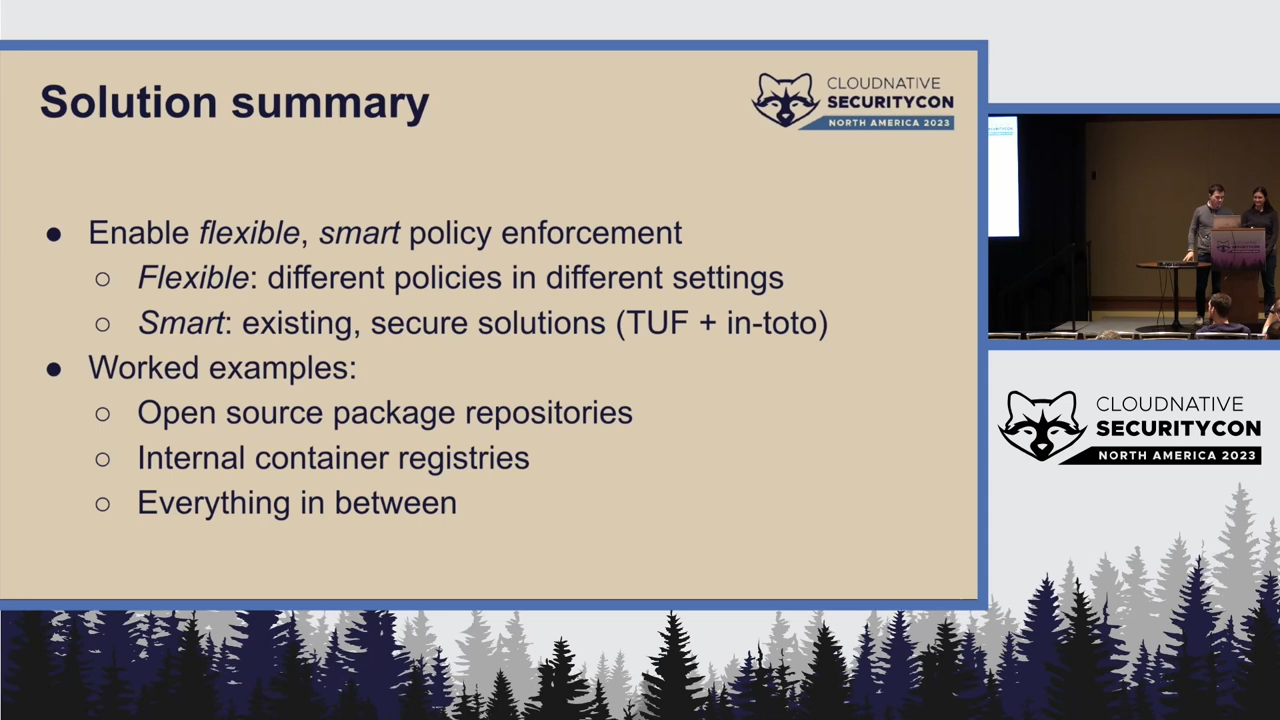 Solution summary
CLOUDNATIVE
SECURITYCON
NORTH AMERICA 2023
● Enable flexible, smart policy enforcement
○ Flexible: different policies in different settings
○ Smart: existing, secure solutions (TUF + in-toto)
● Worked examples:
○ Open source package repositories
○ Internal container registries
○ Everything in between
CLOUDNATIVE
SECURITYCON
NORTH AMERICA 2023